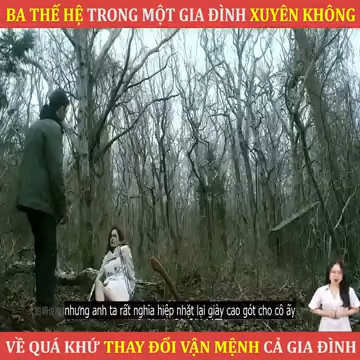 BA THẾ HỆ TRONG MỘT GIA ĐÌNH XUYÊN KHÔNG
nhưng anh ta rất nghĩa hiệp nhặt lại giày cao gót cho cô ấy
VỀ QUÁ KHỨ THAY ĐỔI VẬN MỆNH CẢ GIA ĐÌNH